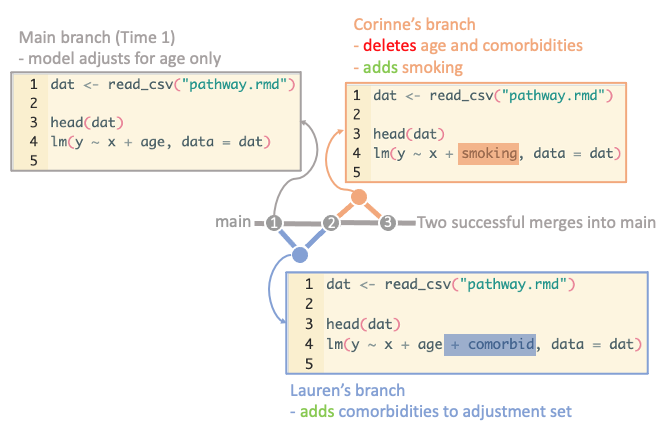 Main branch (Time 1)
- model adjusts for age only
1 dat <- read_csv("pathway.rmd")
2
3 head(dat)
4 lm(y ~ x + age, data = dat)
5
Corinne's branch
- deletes age and comorbidities
- adds smoking
1 dat <- read_csv("pathway.rmd")
2
3 head(dat)
4 lm(y ~ x + smoking, data = dat)
5
main 1 2 3 Two successful merges into main
1 dat <- read_csv("pathway.rmd")
2
3 head(dat)
4 lm(y ~ x + age + comorbid, data = dat)
5
Lauren's branch
- adds comorbidities to adjustment set